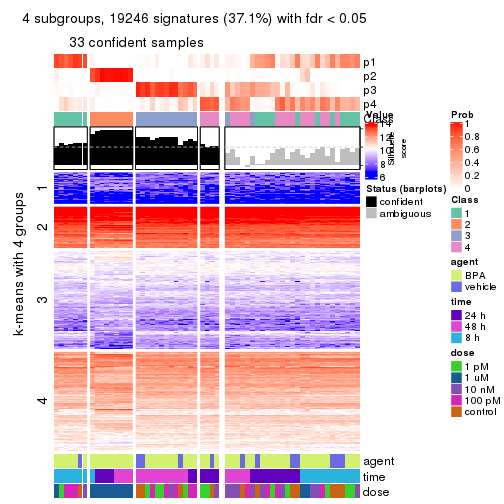 4 subgroups, 19246 signatures (37.1%) with fdr < 0.05
33 confident samples
p1
p2
p3
p4
Class
k-means with 4 groups
1
2
3
4
Silhouette
score
Value
14
12
10
8
6
Status (barplots)
confident
ambiguous
Prob
1
0.8
0.6
0.4
0.2
0
Class
1
2
3
4
agent
BPA
vehicle
time
24 h
48 h
8 h
dose
1 pM
1 uM
10 nM
100 pM
control
agent
time
dose